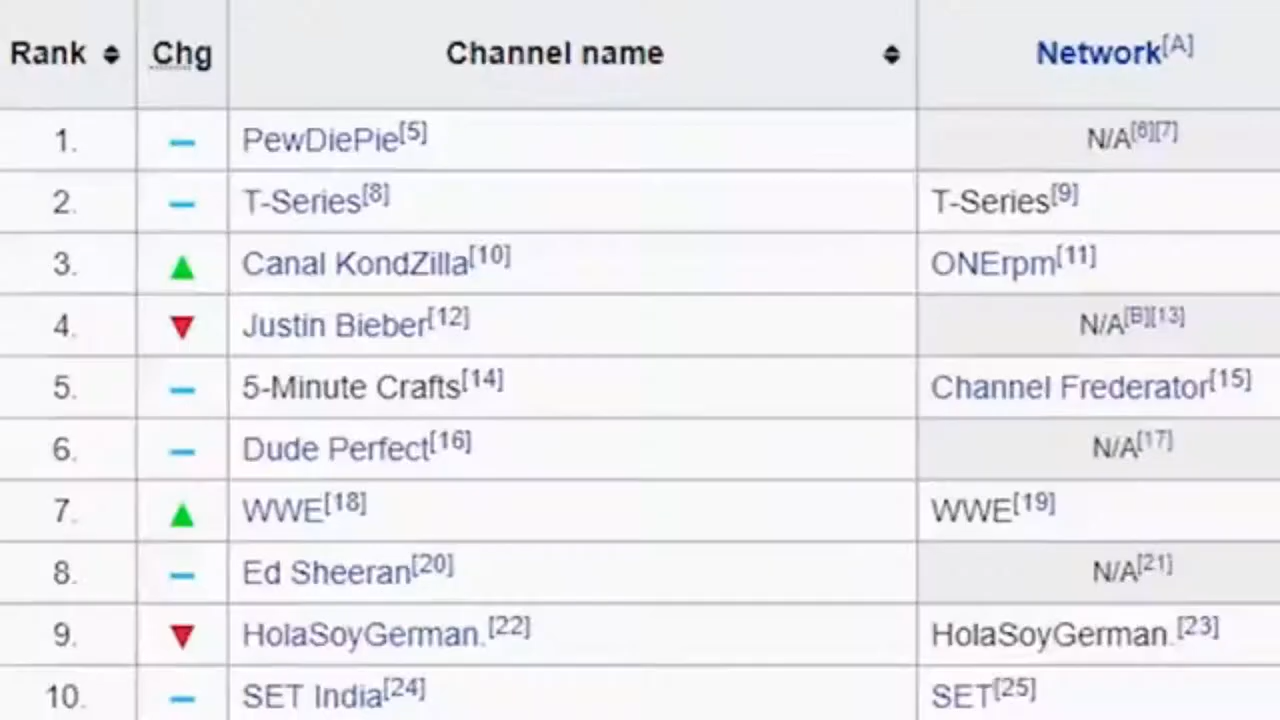 Rank Chg Channel name Network[A]
1. PewDiePie[5] N/A[6][7]
2. T-Series[8] T-Series[9]
3. Canal KondZilla[10] ONErpm[11]
4. Justin Bieber[12] N/A[B][13]
5. 5-Minute Crafts[14] Channel Frederator[15]
6. Dude Perfect[16] N/A[17]
7. WWE[18] WWE[19]
8. Ed Sheeran[20] N/A[21]
9. HolaSoyGerman.[22] HolaSoyGerman.[23]
10. SET India[24] SET[25]